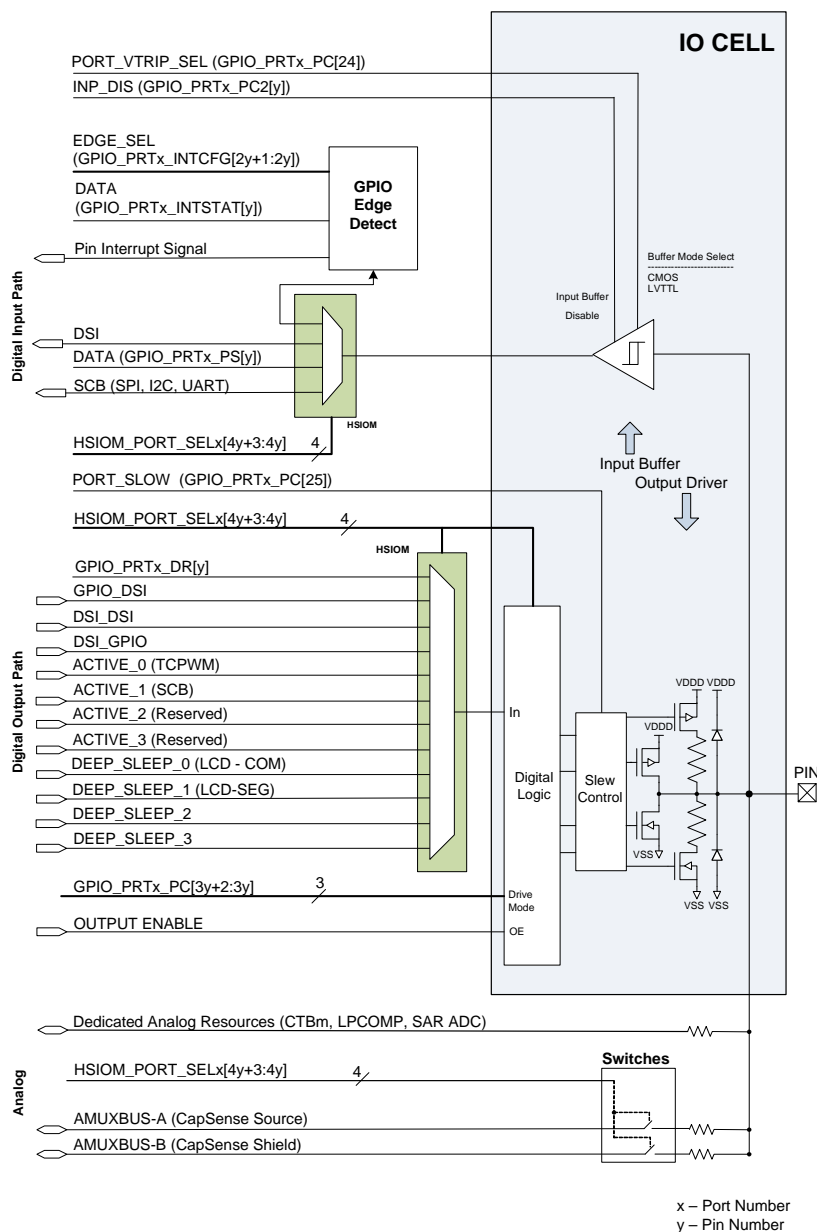 IO CELL
PORT_VTRIP_SEL (GPIO_PRTx_PC[24])
INP_DIS (GPIO_PRTx_PC2[y])
EDGE_SEL
(GPIO_PRTx_INTCFG[2y+1:2y])
DATA
(GPIO_PRTx_INTSTAT[y])
Pin Interrupt Signal
GPIO
Edge
Detect
Buffer Mode Select
CMOS
LVTTL
Input Buffer
Disable
Digital Input Path
DSI
DATA (GPIO_PRTx_PS[y])
SCB (SPI, I2C, UART)
HSIOM
HSIOM_PORT_SELx[4y+3:4y]
4
Input Buffer
Output Driver
PORT_SLOW (GPIO_PRTx_PC[25])
HSIOM_PORT_SELx[4y+3:4y]
4
HSIOM
Digital Output Path
GPIO_PRTx_DR[y]
GPIO_DSI
DSI_DSI
DSI_GPIO
ACTIVE_0 (TCPWM)
ACTIVE_1 (SCB)
ACTIVE_2 (Reserved)
ACTIVE_3 (Reserved)
DEEP_SLEEP_0 (LCD - COM)
DEEP_SLEEP_1 (LCD-SEG)
DEEP_SLEEP_2
DEEP_SLEEP_3
GPIO_PRTx_PC[3y+2:3y]
3
OUTPUT ENABLE
In
Digital
Logic
Drive
Mode
OE
Slew
Control
VDDD
VDDD
VDDD
VSS
VSS
VSS
PIN
Analog
Dedicated Analog Resources (CTBm, LPCOMP, SAR ADC)
HSIOM_PORT_SELx[4y+3:4y]
4
Switches
AMUXBUS-A (CapSense Source)
AMUXBUS-B (CapSense Shield)
x – Port Number
y – Pin Number